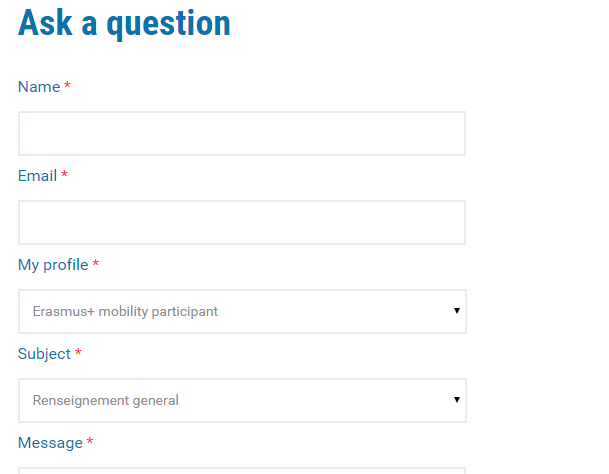 Ask a question
Name *
Email *
My profile *
Erasmus+ mobility participant
Subject *
Renseignement general
Message *